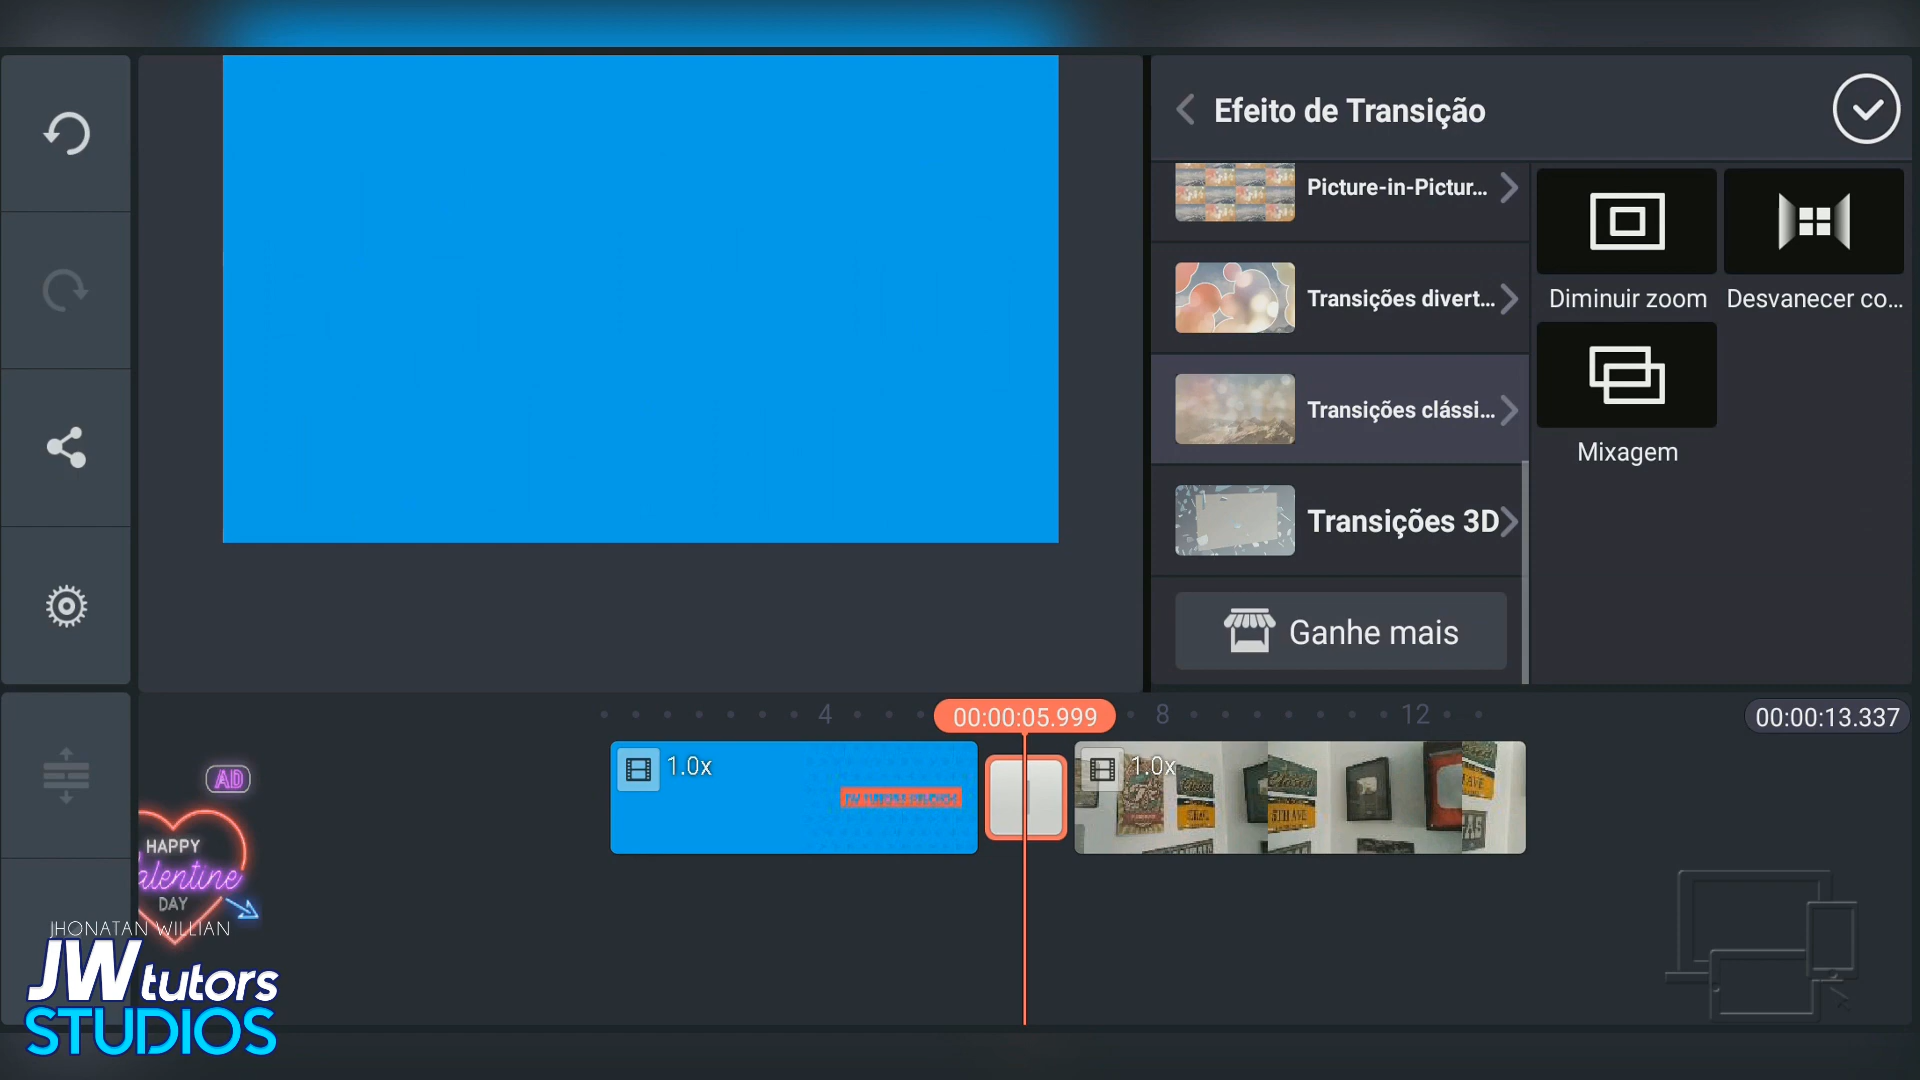 Efeito de Transição
Picture-in-Pictur...
Transições divert...
Transições clássi...
Transições 3D
Ganhe mais
Diminuir zoom
Desvanecer co...
Mixagem
4
00:00:05.999
8
12
00:00:13.337
1.0x
1.0x
AD
HAPPY
Valentine
DAY
JHONATAN WILLIAN
JW tutors
STUDIOS